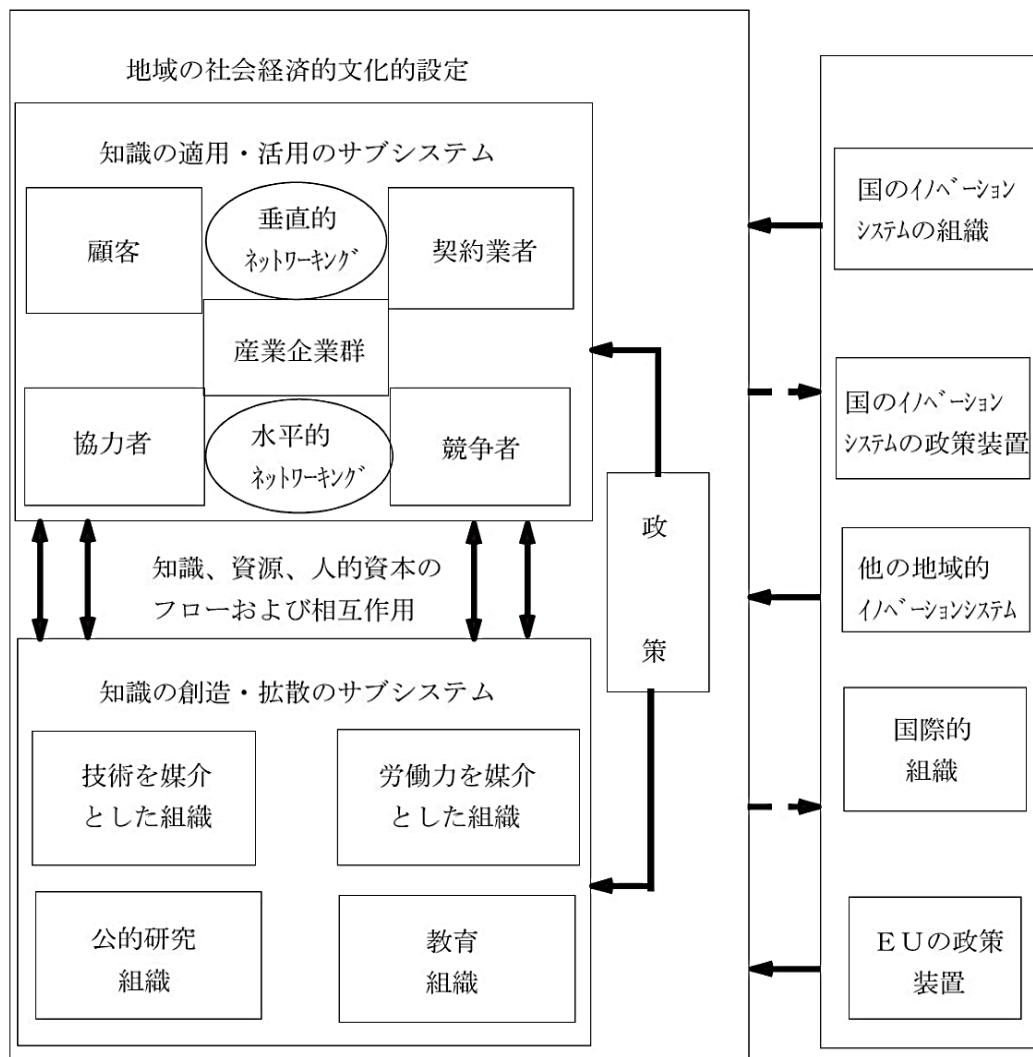 地域の社会経済的文化的設定
知識の適用・活用のサブシステム
顧客
垂直的
ネットワーキング
契約業者
産業企業群
協力者
水平的
ネットワーキング
競争者
知識、資源、人的資本の
フローおよび相互作用
知識の創造・拡散のサブシステム
技術を媒介
とした組織
労働力を媒介
とした組織
公的研究
組織
教育
組織
政
策
国のイノベーション
システムの組織
国のイノベーション
システムの政策装置
他の地域的
イノベーションシステム
国際的
組織
ＥＵの政策
装置